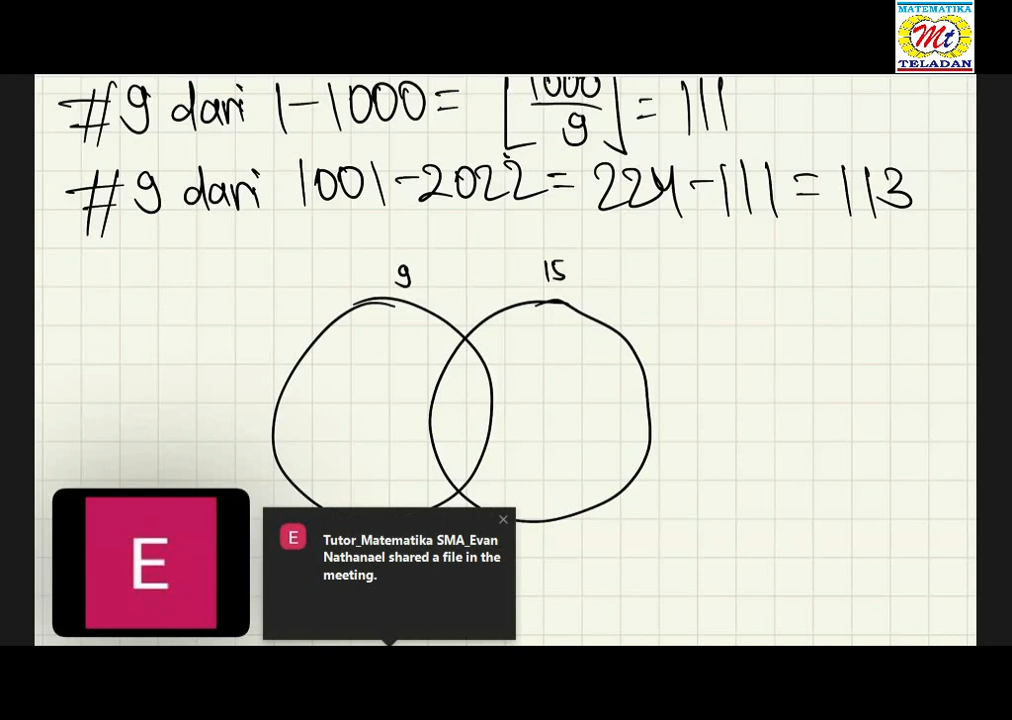 MATEMATIKA
Mt
TELADAN
#9 dari 1-1000 = ⌊1000/9⌋ = 111
#9 dari 1001-2022 = 224-111 = 113
9
15
E
E
Tutor_Matematika SMA_Evan
Nathanael shared a file in the
meeting.